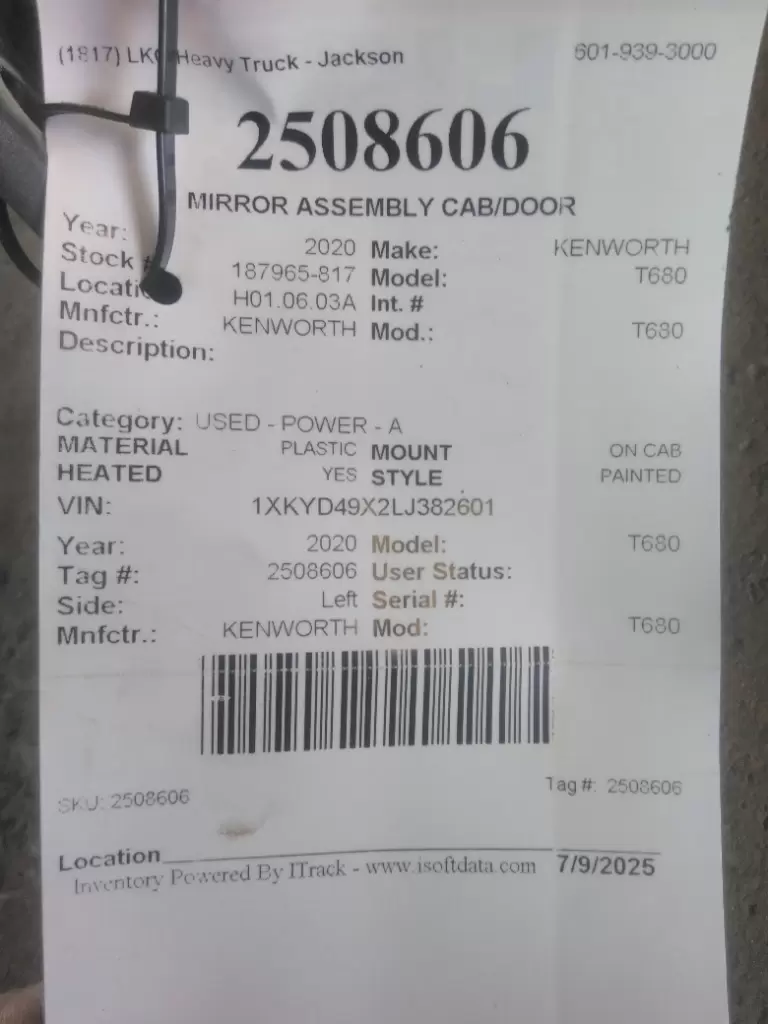 (1817) LKQ Heavy Truck - Jackson 601-939-3000
2508606
MIRROR ASSEMBLY CAB/DOOR
Year: 2020 Make: KENWORTH
Stock # 187965-817 Model: T680
Locati H01.06.03A Int. #
Mnfctr.: KENWORTH Mod.: T680
Description:
Category: USED - POWER - A
MATERIAL PLASTIC MOUNT ON CAB
HEATED YES STYLE PAINTED
VIN: 1XKYD49X2LJ382601
Year: 2020 Model: T680
Tag #: 2508606 User Status:
Side: Left Serial #:
Mnfctr.: KENWORTH Mod: T680
SKU: 2508606 Tag #: 2508606
Location
Inventory Powered By ITrack - www.isoftdata.com 7/9/2025